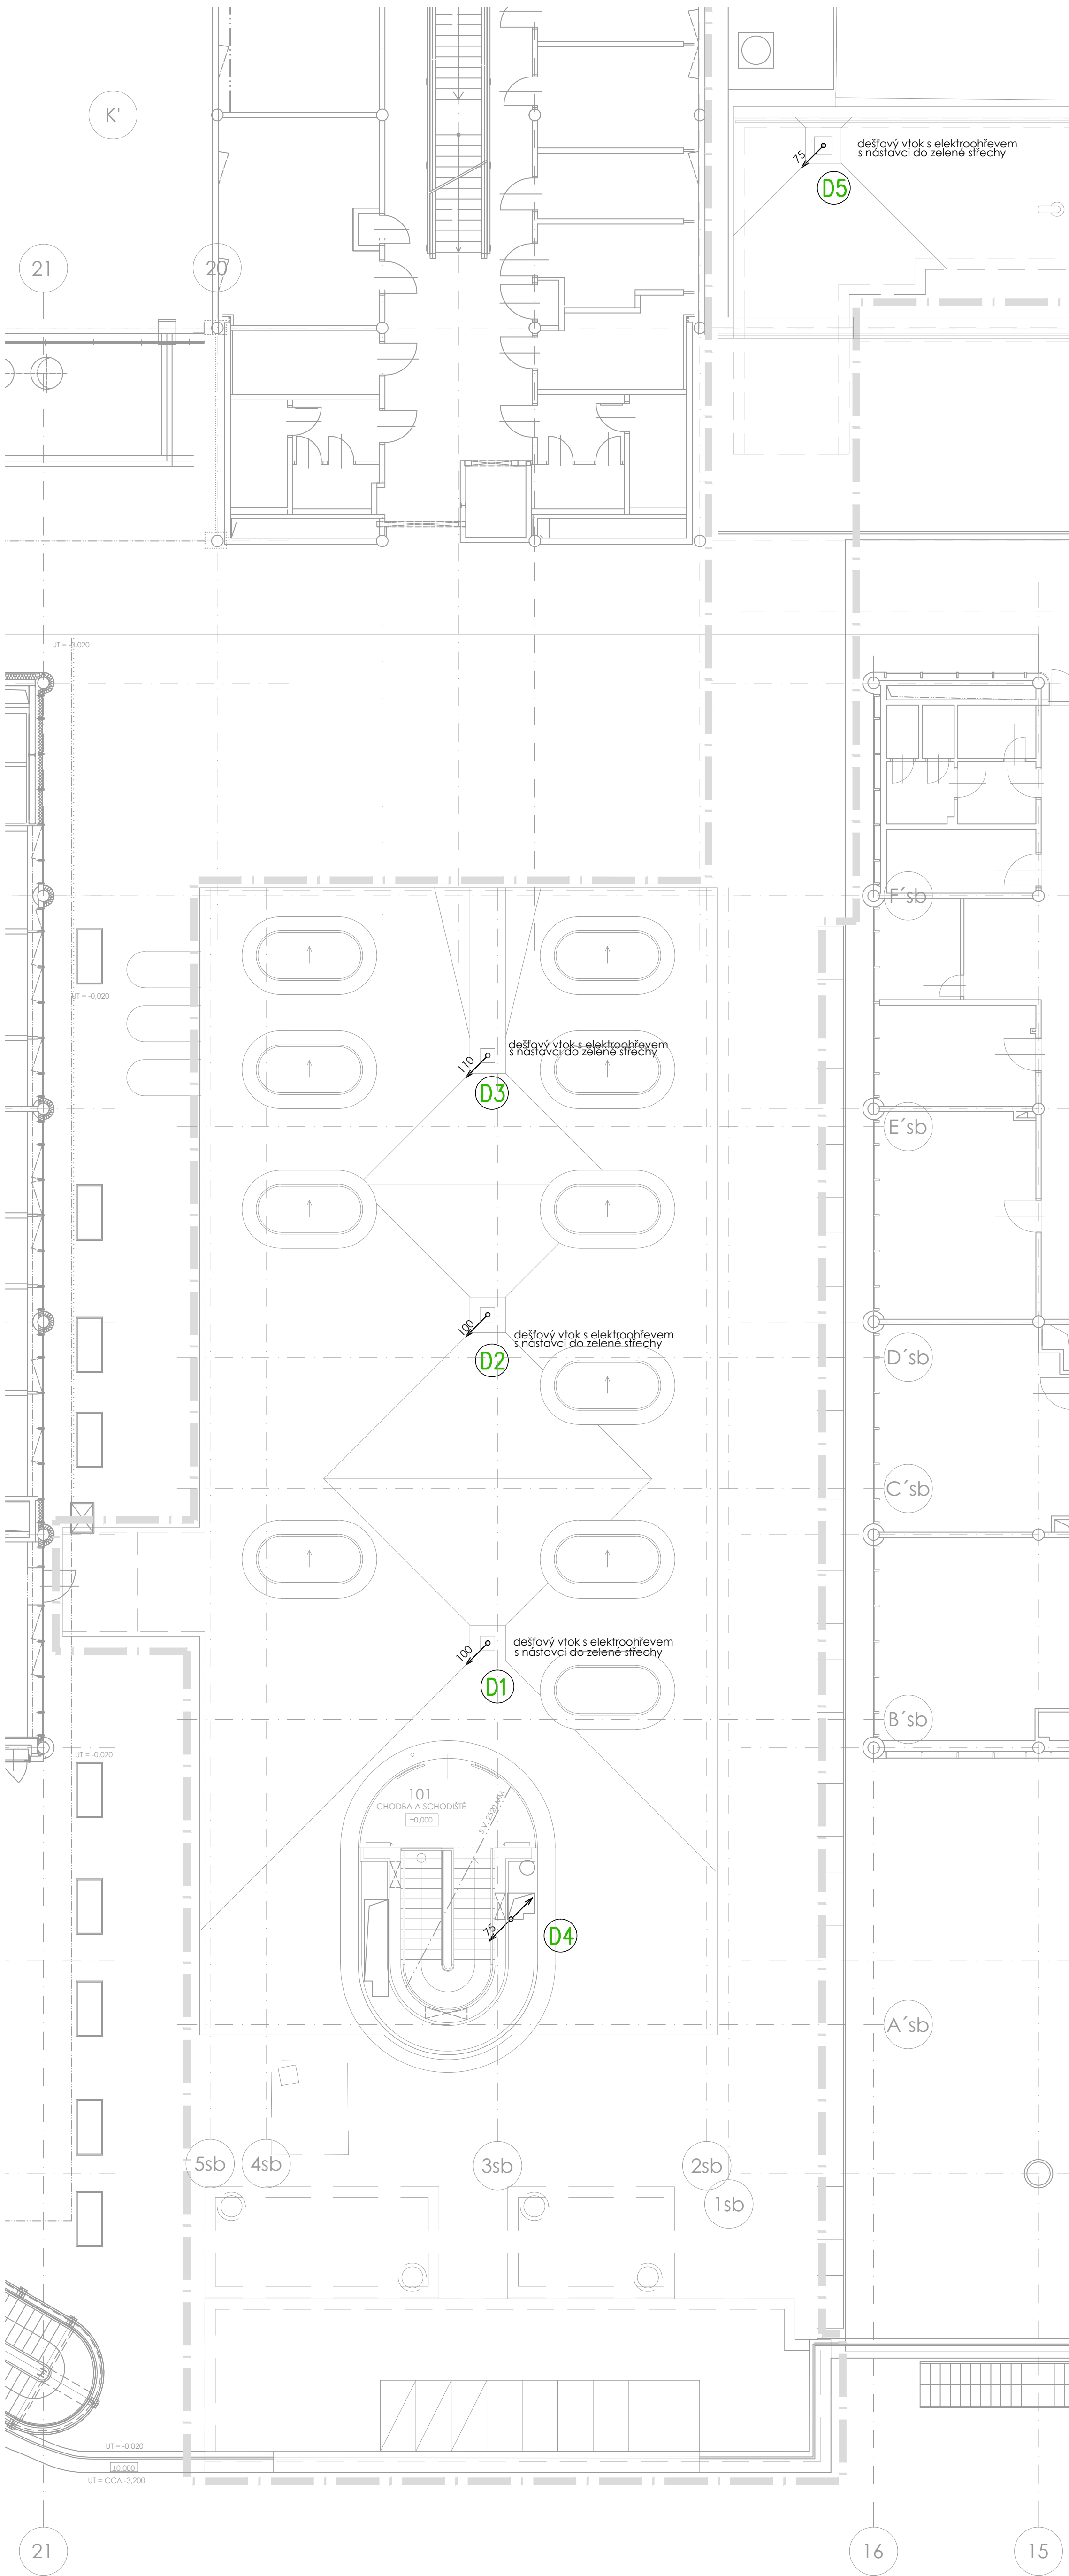 K'
dešťový vtok s elektroohřevem
s nástavci do zelené střechy
75
D5
21
20
UT = -0,020
F´sb
UT = -0,020
dešťový vtok s elektroohřevem
s nástavci do zelené střechy
110
D3
E´sb
100
dešťový vtok s elektroohřevem
s nástavci do zelené střechy
D2
D´sb
C´sb
100
dešťový vtok s elektroohřevem
s nástavci do zelené střechy
D1
B´sb
UT = -0,020
101
CHODBA A SCHODIŠTĚ
±0,000
S.V. 2520 MM
75
D4
A´sb
5sb
4sb
3sb
2sb
1sb
UT = -0,020
±0,000
UT = CCA -3,200
21
16
15